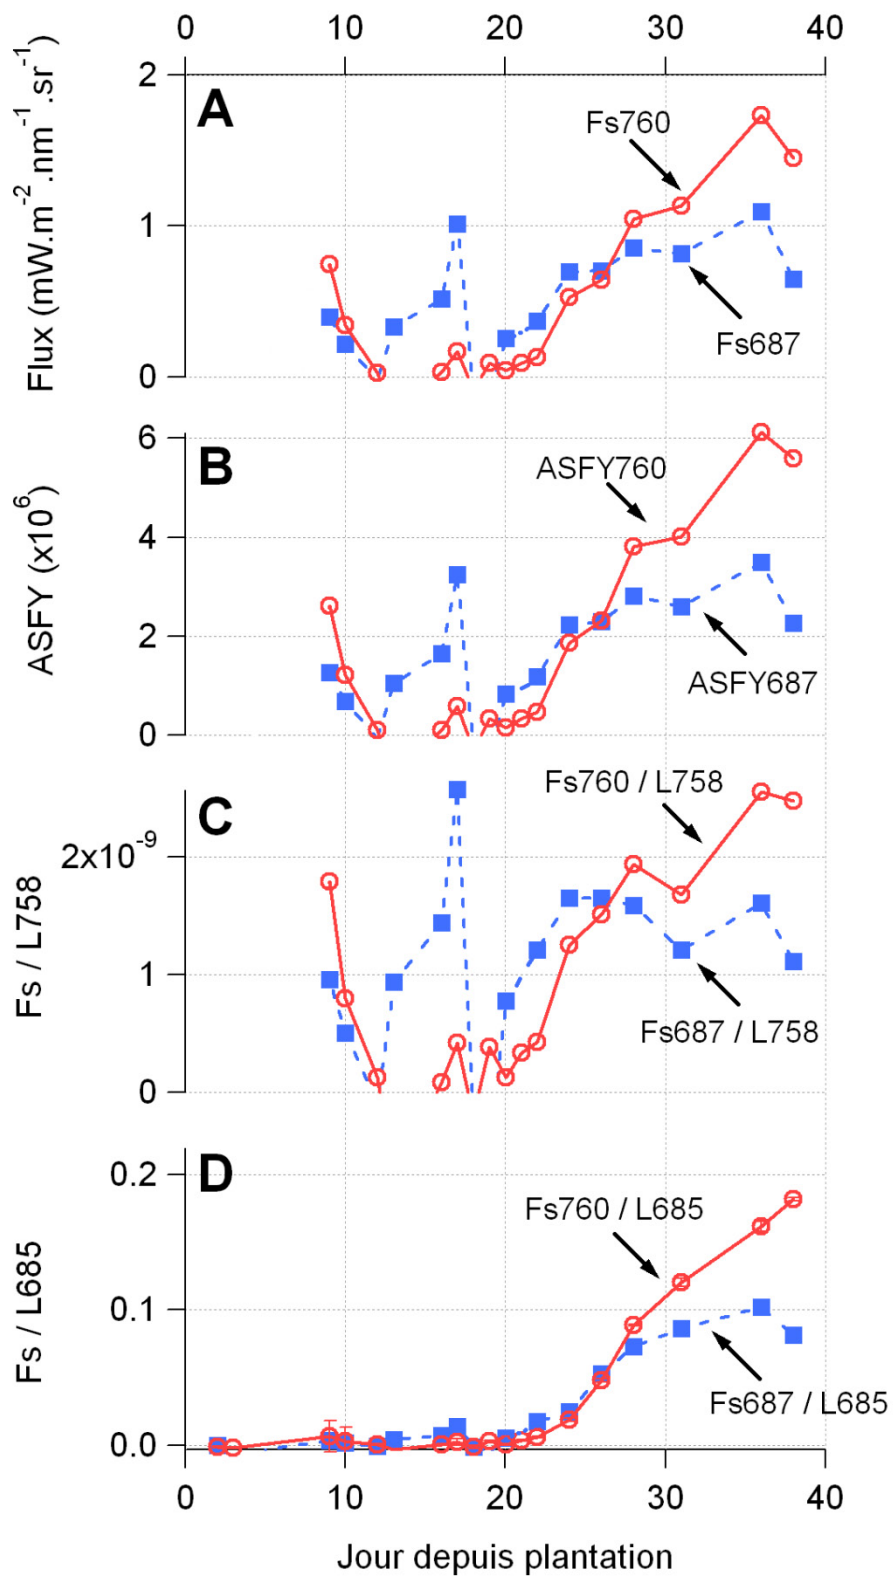 0 10 20 30 40
A
Flux (mW.m⁻².nm⁻¹.sr⁻¹)
2
1
0
Fs760
Fs687
B
ASFY (x10⁶)
6
4
2
0
ASFY760
ASFY687
C
Fs / L758
2x10⁻⁹
1
0
Fs760 / L758
Fs687 / L758
D
Fs / L685
0.2
0.1
0.0
Fs760 / L685
Fs687 / L685
0 10 20 30 40
Jour depuis plantation